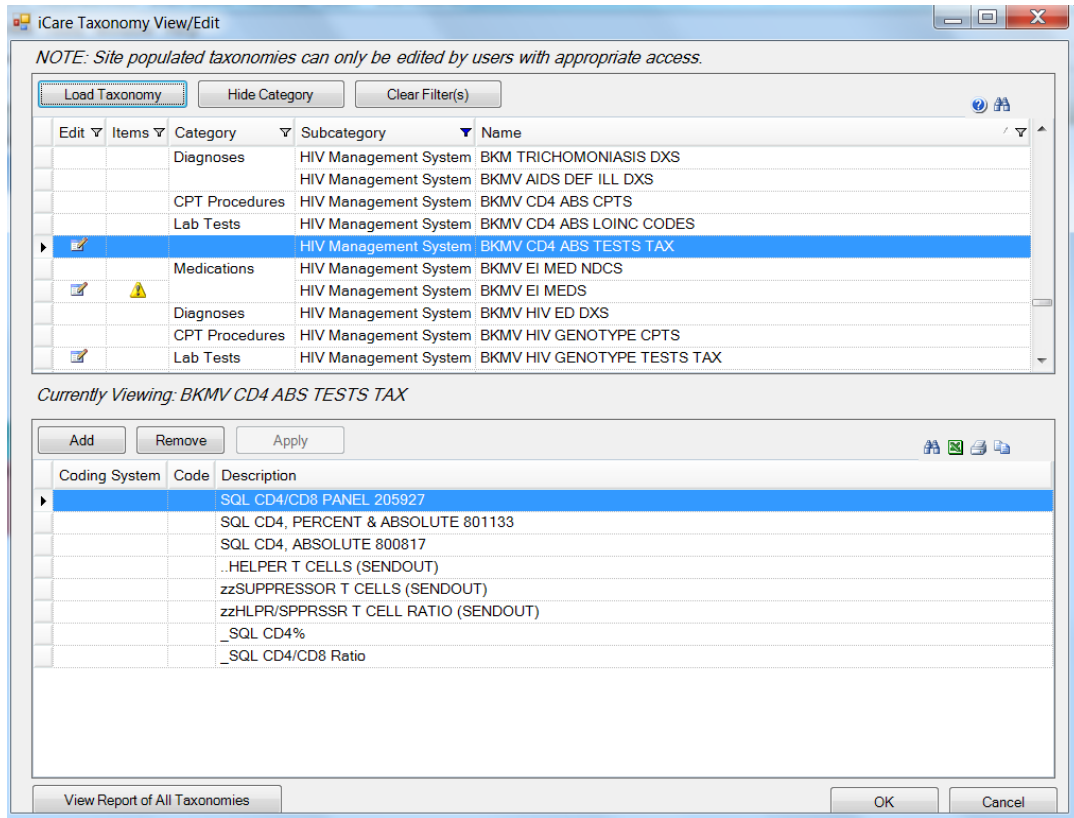 iCare Taxonomy View/Edit
NOTE: Site populated taxonomies can only be edited by users with appropriate access.
Load Taxonomy Hide Category Clear Filter(s)
Edit Items Category Subcategory Name
Diagnoses HIV Management System BKM TRICHOMONIASIS DXS
HIV Management System BKMV AIDS DEF ILL DXS
CPT Procedures HIV Management System BKMV CD4 ABS CPTS
Lab Tests HIV Management System BKMV CD4 ABS LOINC CODES
HIV Management System BKMV CD4 ABS TESTS TAX
Medications HIV Management System BKMV EI MED NDCS
HIV Management System BKMV EI MEDS
Diagnoses HIV Management System BKMV HIV ED DXS
CPT Procedures HIV Management System BKMV HIV GENOTYPE CPTS
Lab Tests HIV Management System BKMV HIV GENOTYPE TESTS TAX
Currently Viewing: BKMV CD4 ABS TESTS TAX
Add Remove Apply
Coding System Code Description
SQL CD4/CD8 PANEL 205927
SQL CD4, PERCENT & ABSOLUTE 801133
SQL CD4, ABSOLUTE 800817
..HELPER T CELLS (SENDOUT)
zzSUPPRESSOR T CELLS (SENDOUT)
zzHLPR/SPPRSSR T CELL RATIO (SENDOUT)
_SQL CD4%
_SQL CD4/CD8 Ratio
View Report of All Taxonomies OK Cancel